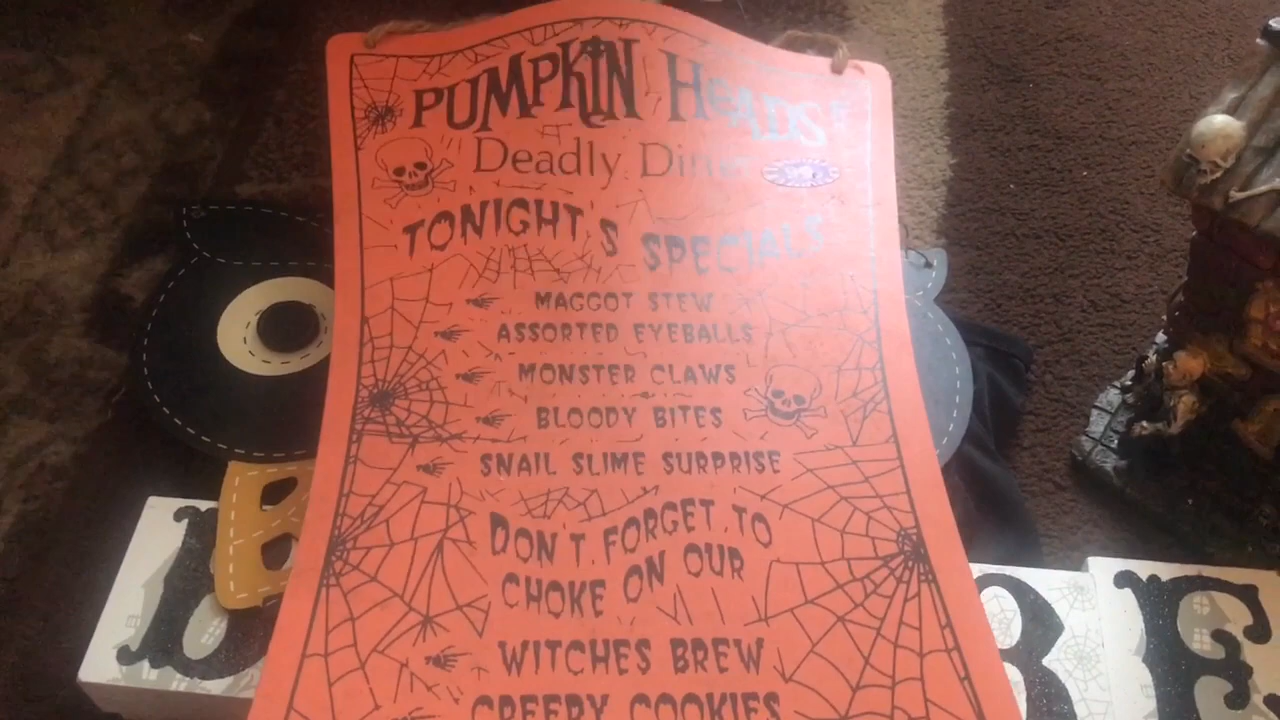 PUMPKIN HEADS
Deadly Diner
TONIGHT'S SPECIALS
MAGGOT STEW
ASSORTED EYEBALLS
MONSTER CLAWS
BLOODY BITES
SNAIL SLIME SURPRISE
DON'T FORGET TO
CHOKE ON OUR
WITCHES BREW
CREEPY COOKIES
B